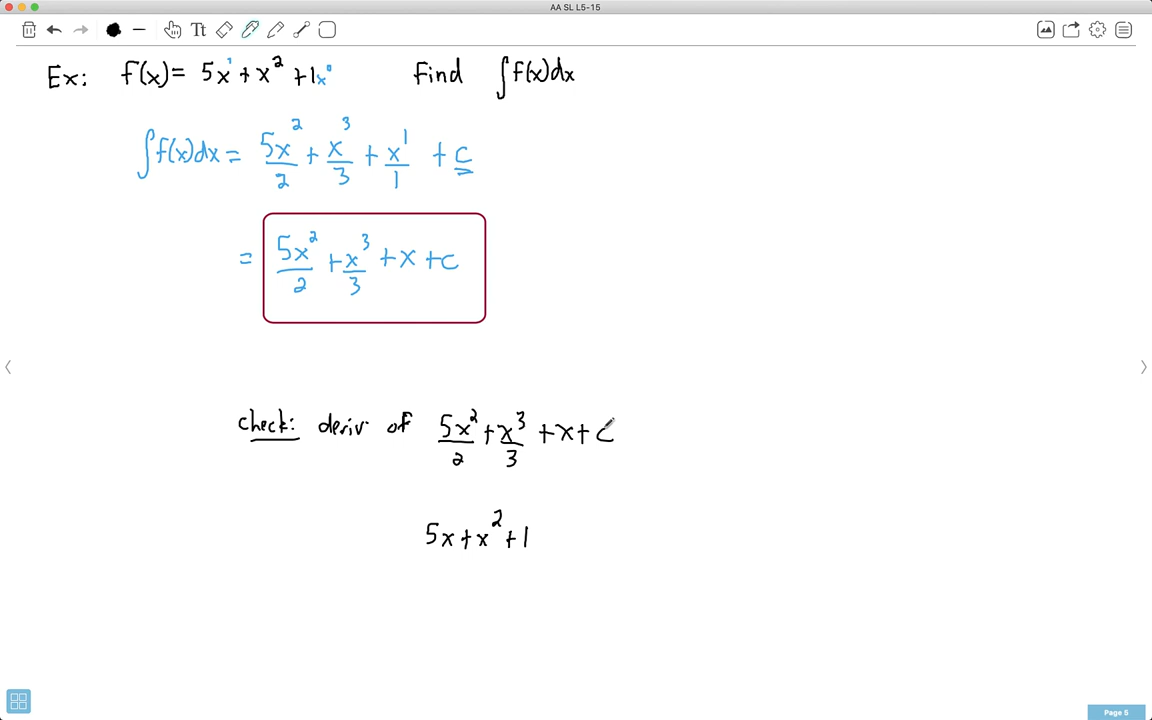 AA SL L5-15
Tt
Ex: f(x)= 5x¹+x²+1x⁰ Find ∫f(x)dx
∫f(x)dx = 5x²/2 + x³/3 + x¹/1 + c
= 5x²/2 + x³/3 + x + c
check: deriv of 5x²/2 + x³/3 + x + c
5x+x²+1
Page 5